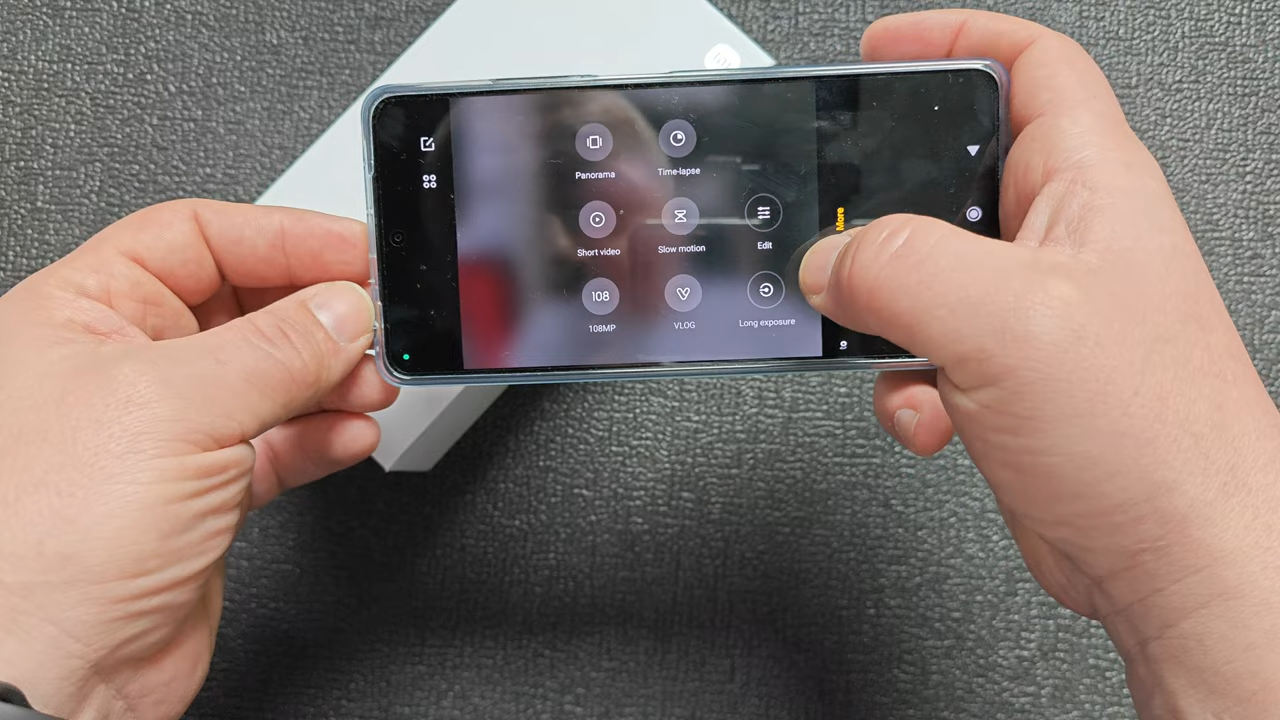 Panorama
Time-lapse
Short video
Slow motion
Edit
More
108
108MP
VLOG
Long exposure